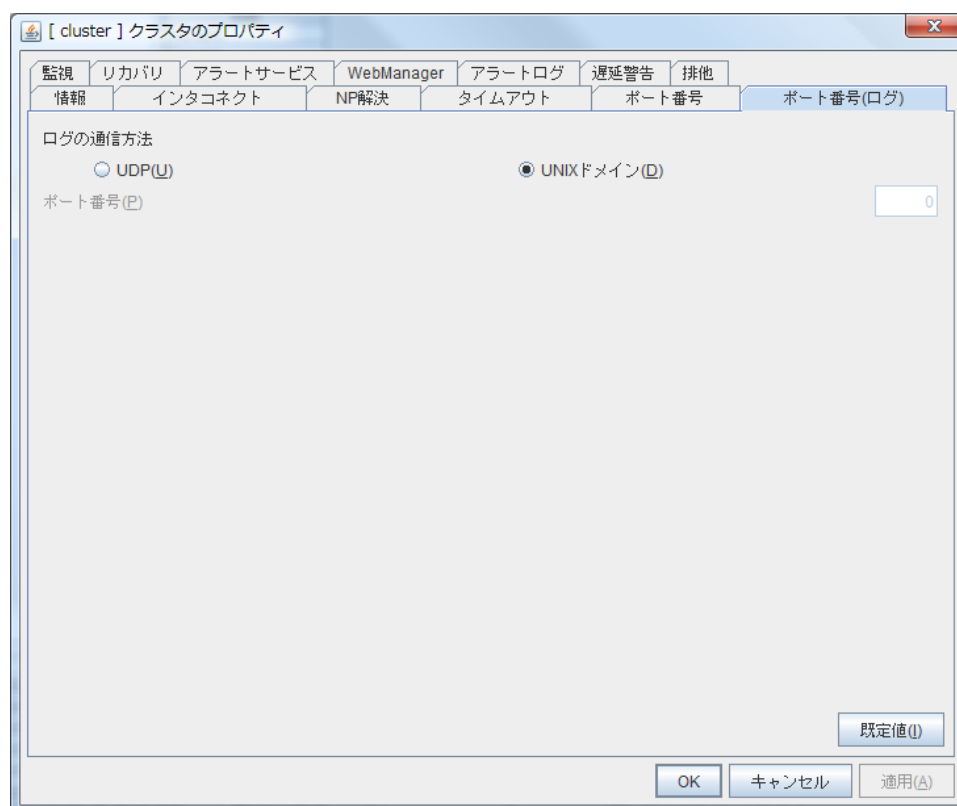 [ cluster ] クラスタのプロパティ
監視 リカバリ アラートサービス WebManager アラートログ 遅延警告 排他
情報 インタコネクト NP解決 タイムアウト ポート番号 ポート番号(ログ)
ログの通信方法
UDP(U) UNIXドメイン(D)
ポート番号(P) 0
既定値(I)
OK キャンセル 適用(A)